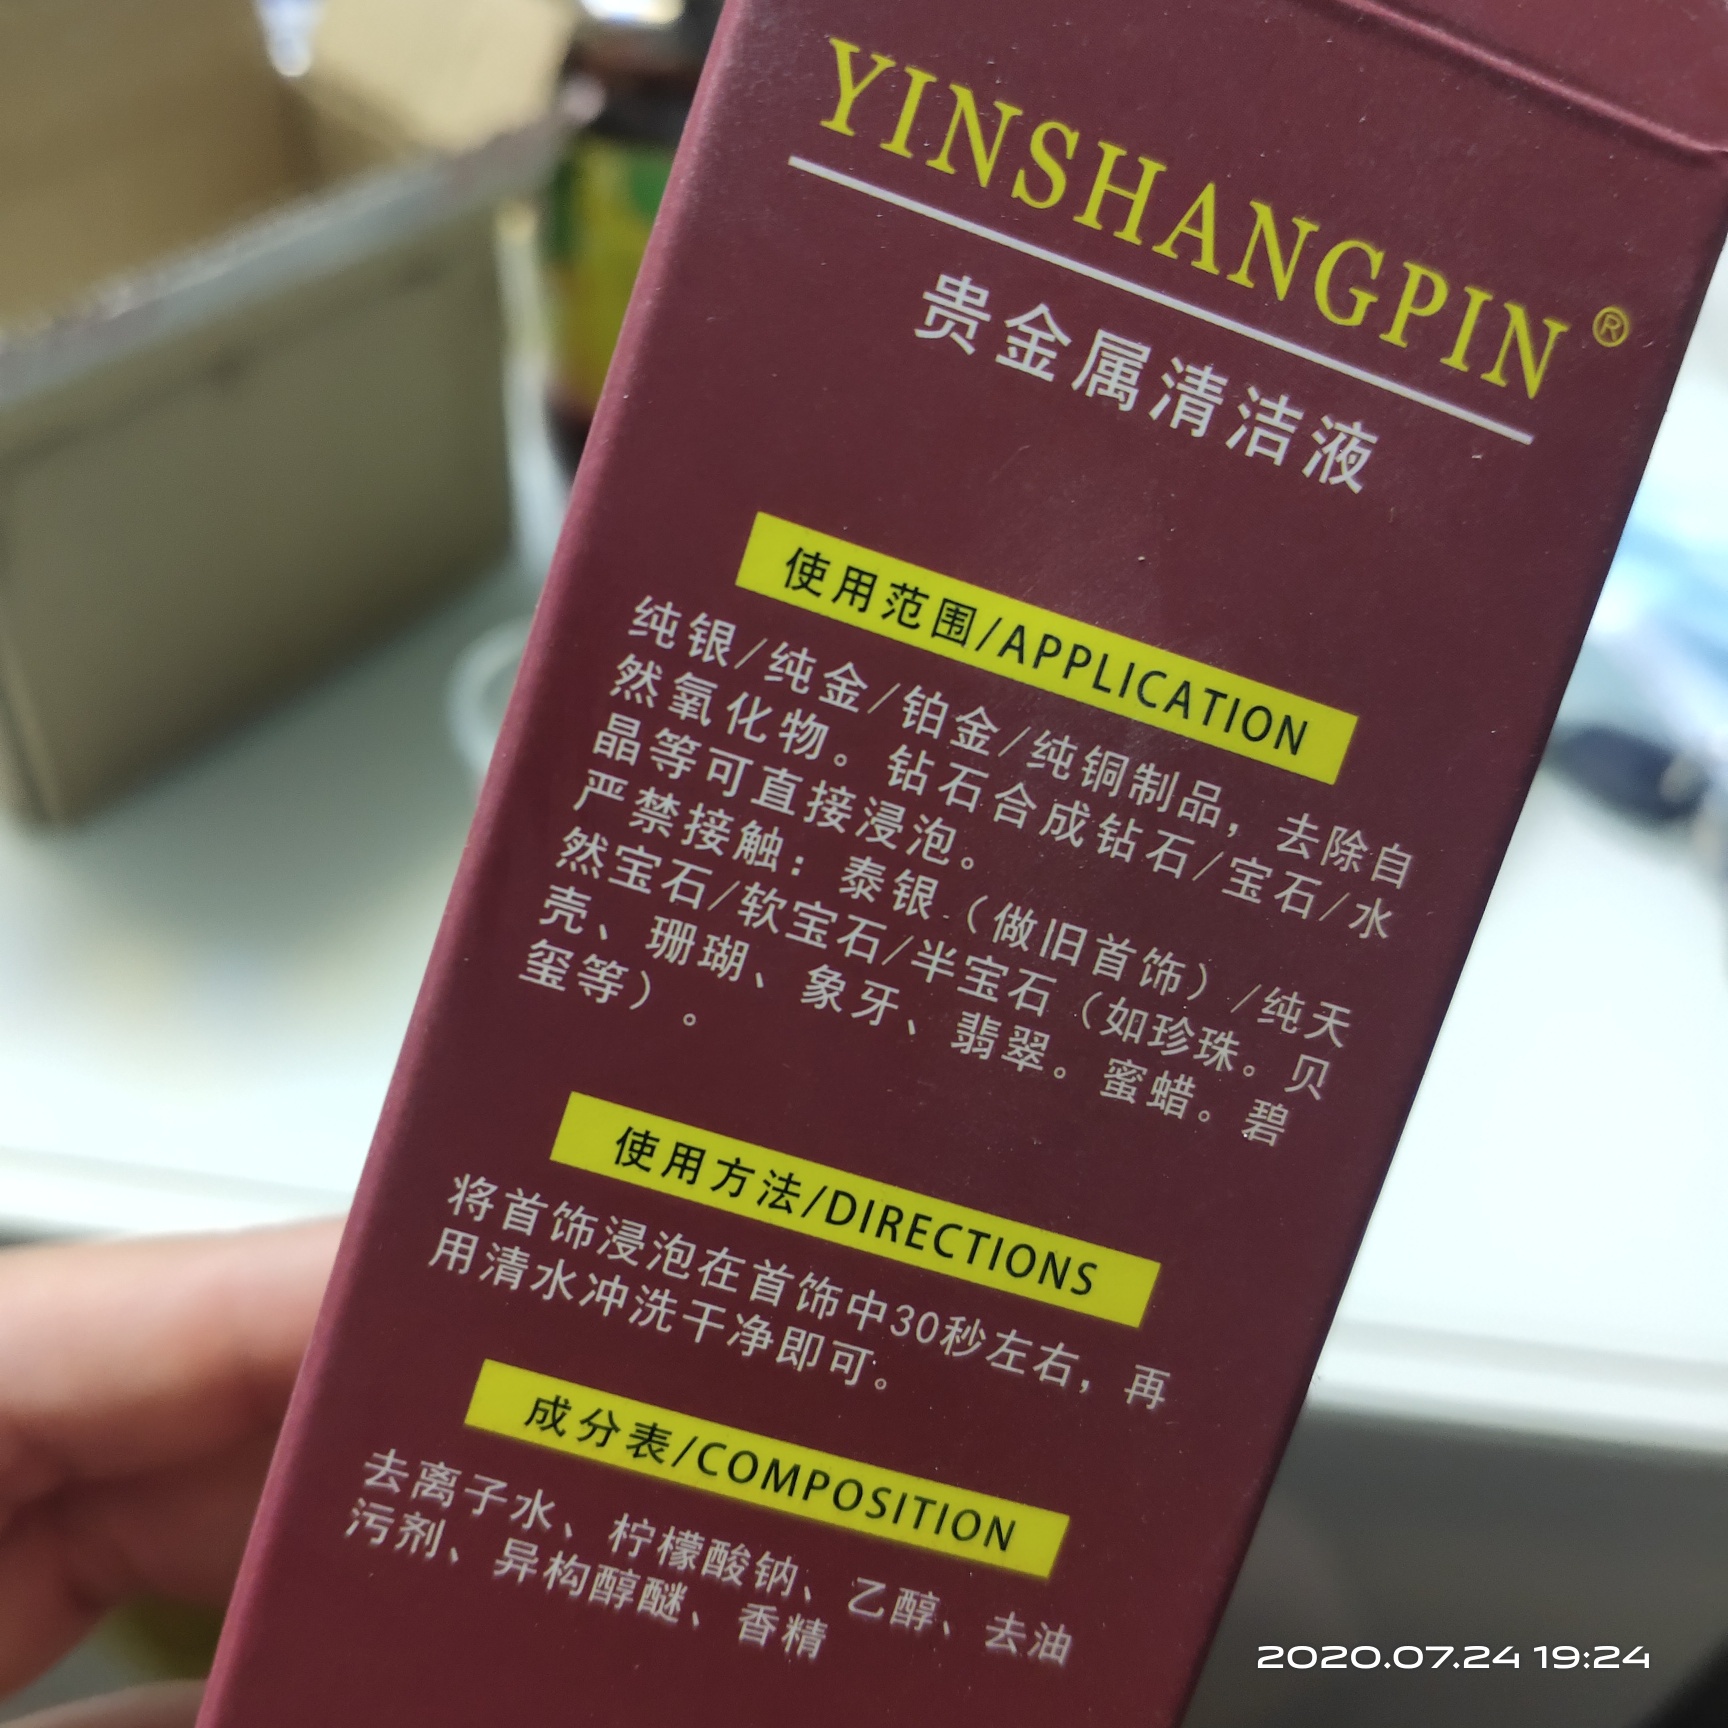 YINSHANGPIN®
贵金属清洁液
使用范围/APPLICATION
纯银/纯金/铂金/纯铜制品，去除自
然氧化物。钻石合成钻石/宝石/水
晶等可直接浸泡。
严禁接触：泰银（做旧首饰）/纯天
然宝石/软宝石/半宝石（如珍珠。贝
壳、珊瑚、象牙、翡翠。蜜蜡。碧
玺等）。
使用方法/DIRECTIONS
将首饰浸泡在首饰中30秒左右，再
用清水冲洗干净即可。
成分表/COMPOSITION
去离子水、柠檬酸钠、乙醇、去油
污剂、异构醇醚、香精
2020.07.24 19:24